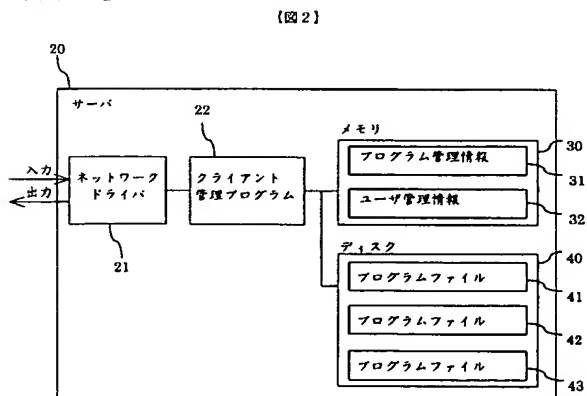 【図2】
20
サーバ
22
メモリ
30
プログラム管理情報
31
入力
ネットワーク
ドライバ
クライアント
管理プログラム
出力
ユーザ管理情報
32
21
ディスク
40
プログラムファイル
41
プログラムファイル
42
プログラムファイル
43